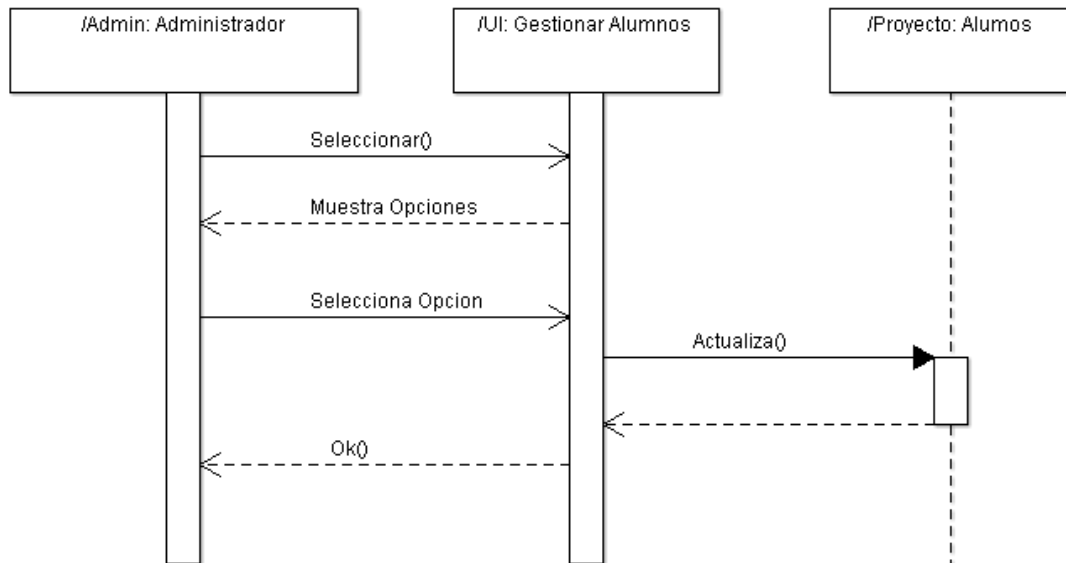 /Admin: Administrador
/UI: Gestionar Alumnos
/Proyecto: Alumos
Seleccionar()
Muestra Opciones
Selecciona Opcion
Actualiza()
Ok()